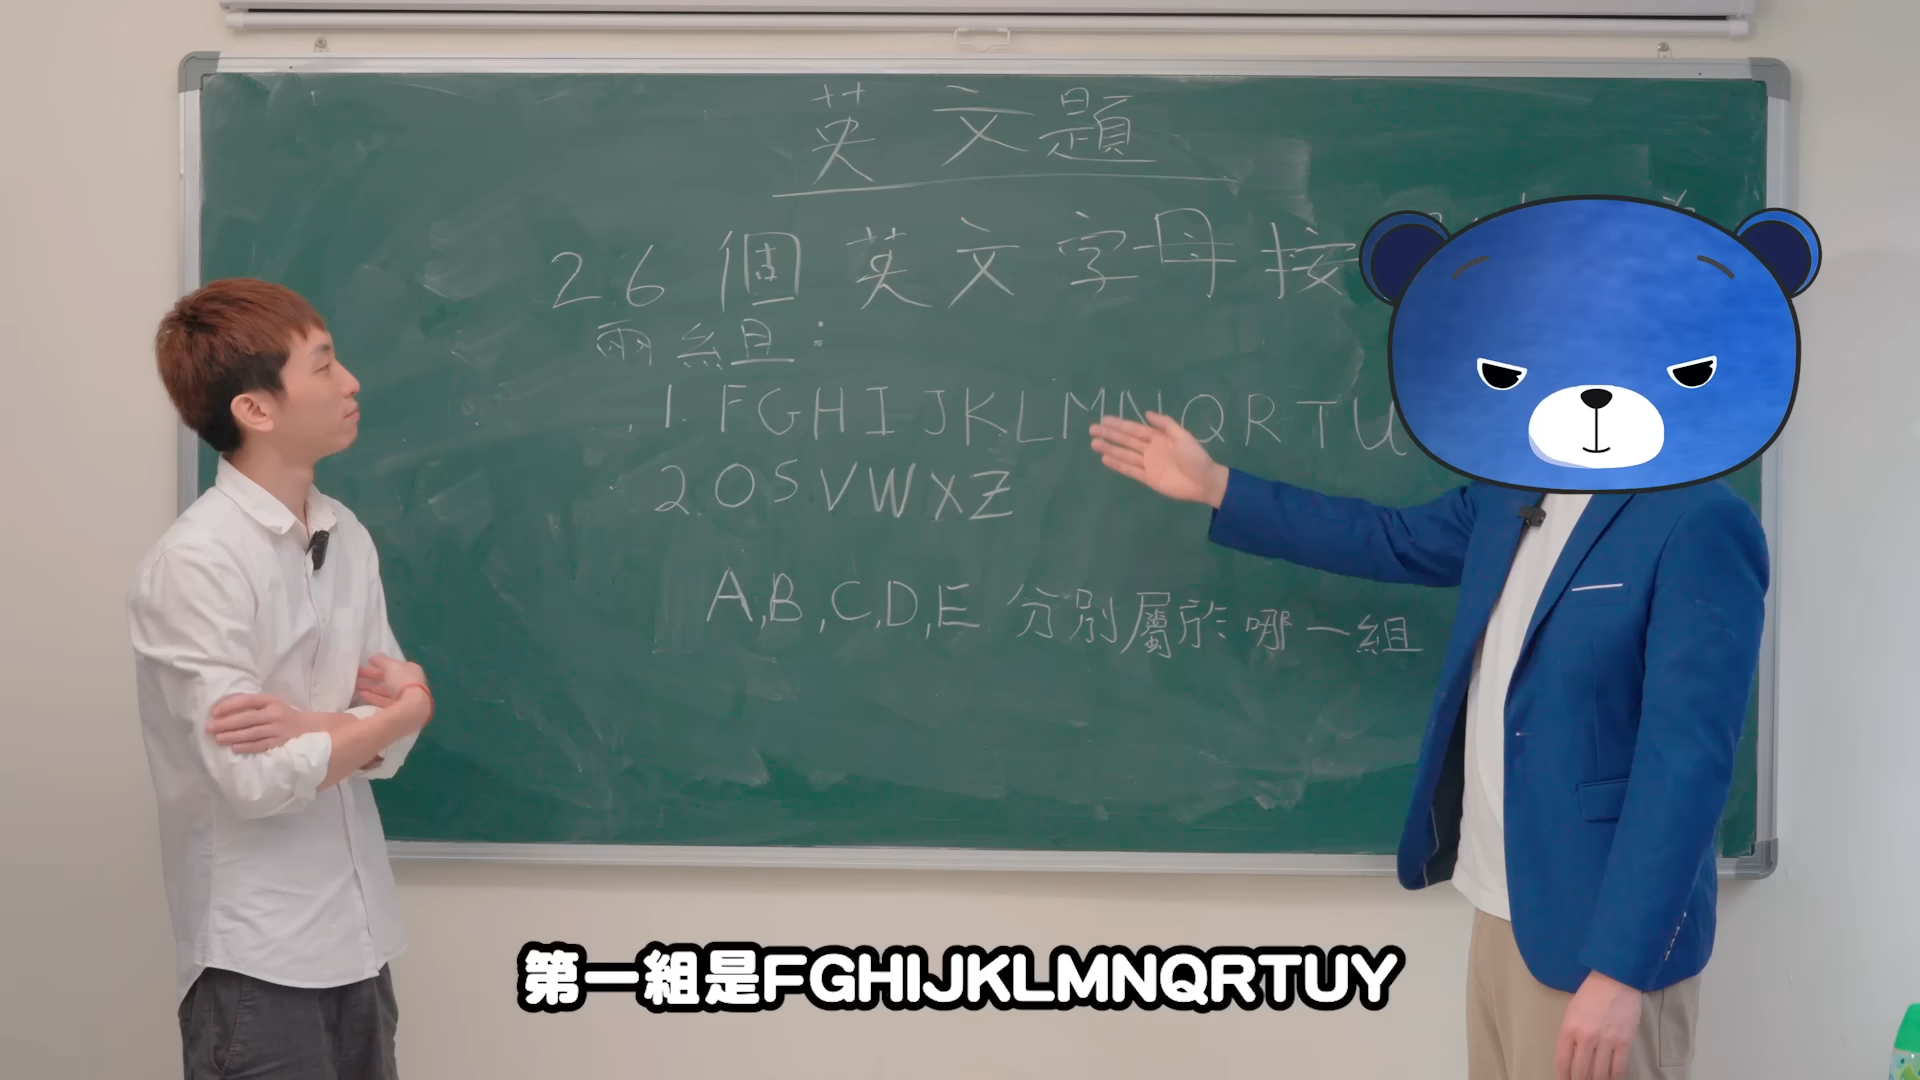 英文題
26個英文字母按
兩組：
1. FGHIJKLMNQRTU
2. OSVWXZ
A,B,C,D,E 分別屬於哪一組
第一組是FGHIJKLMNQRTUY